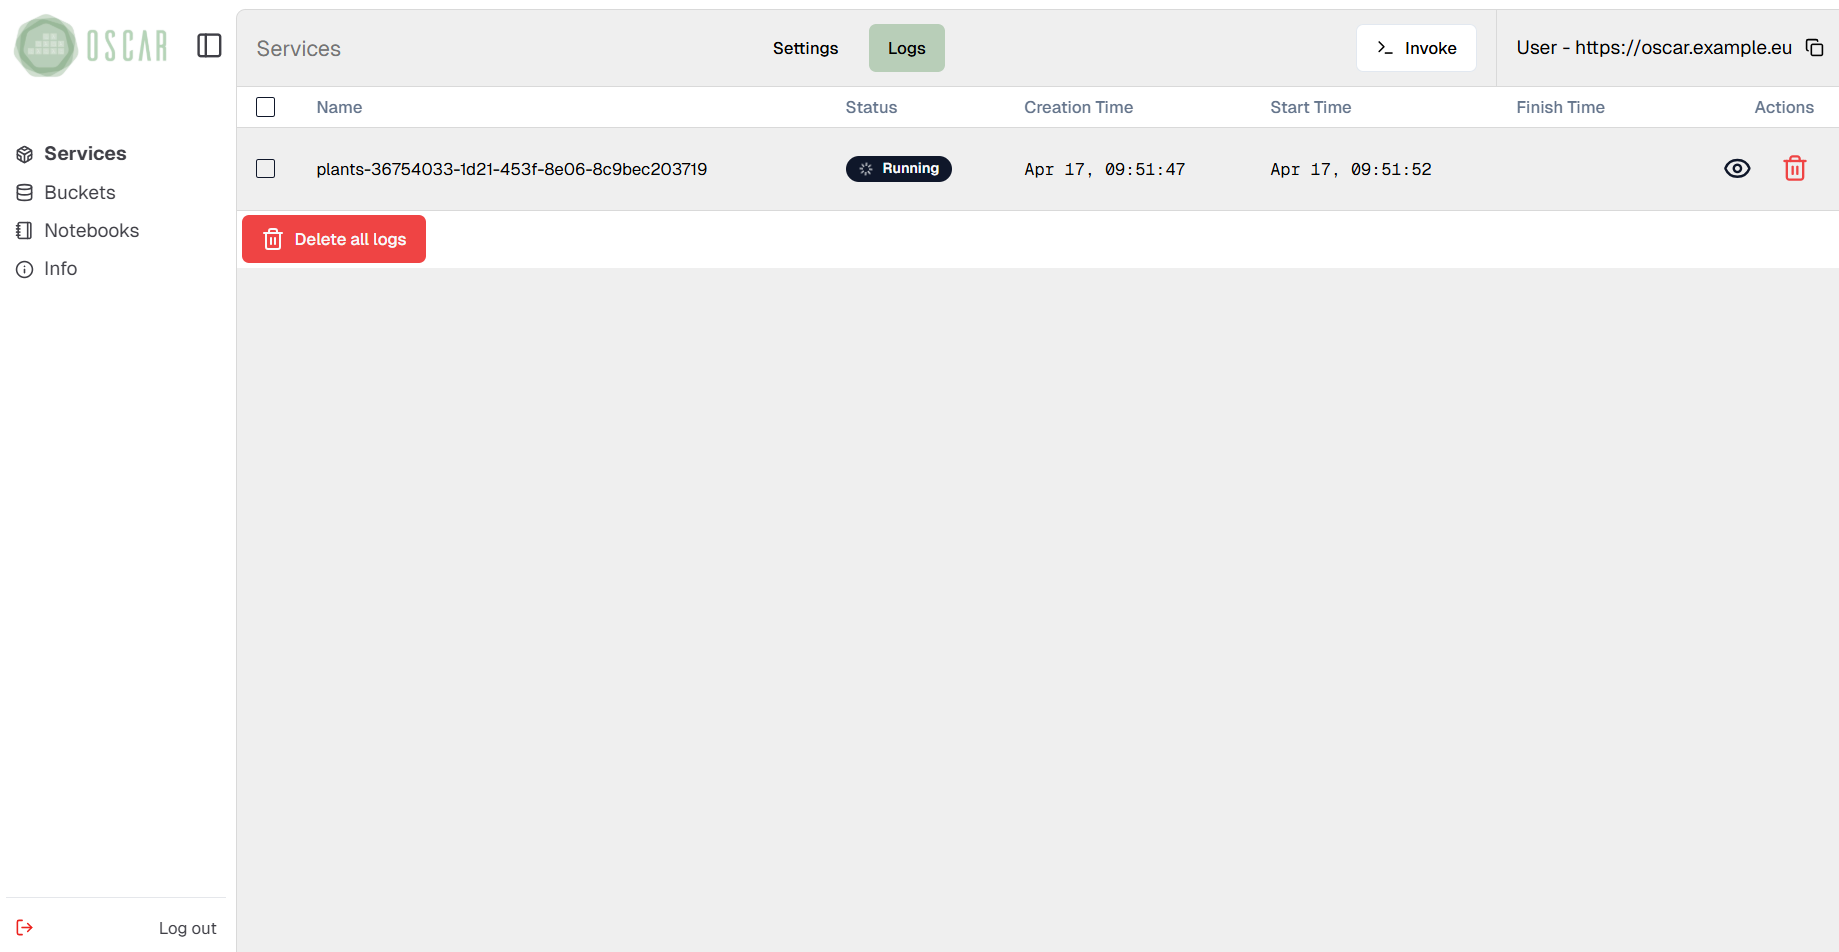 OSCAR
Services Settings Logs Invoke User - https://oscar.example.eu
Name Status Creation Time Start Time Finish Time Actions
Services
Buckets
Notebooks
Info
plants-36754033-1d21-453f-8e06-8c9bec203719 Running Apr 17, 09:51:47 Apr 17, 09:51:52
Delete all logs
Log out